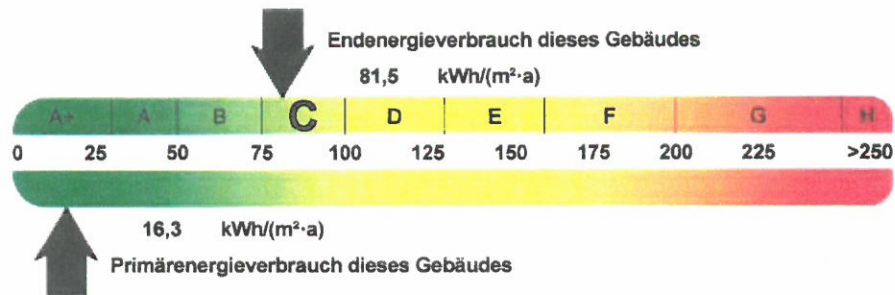 Endenergieverbrauch dieses Gebäudes
81,5 kWh/(m²·a)
A+ A B C D E F G H
0 25 50 75 100 125 150 175 200 225 >250
16,3 kWh/(m²·a)
Primärenergieverbrauch dieses Gebäudes